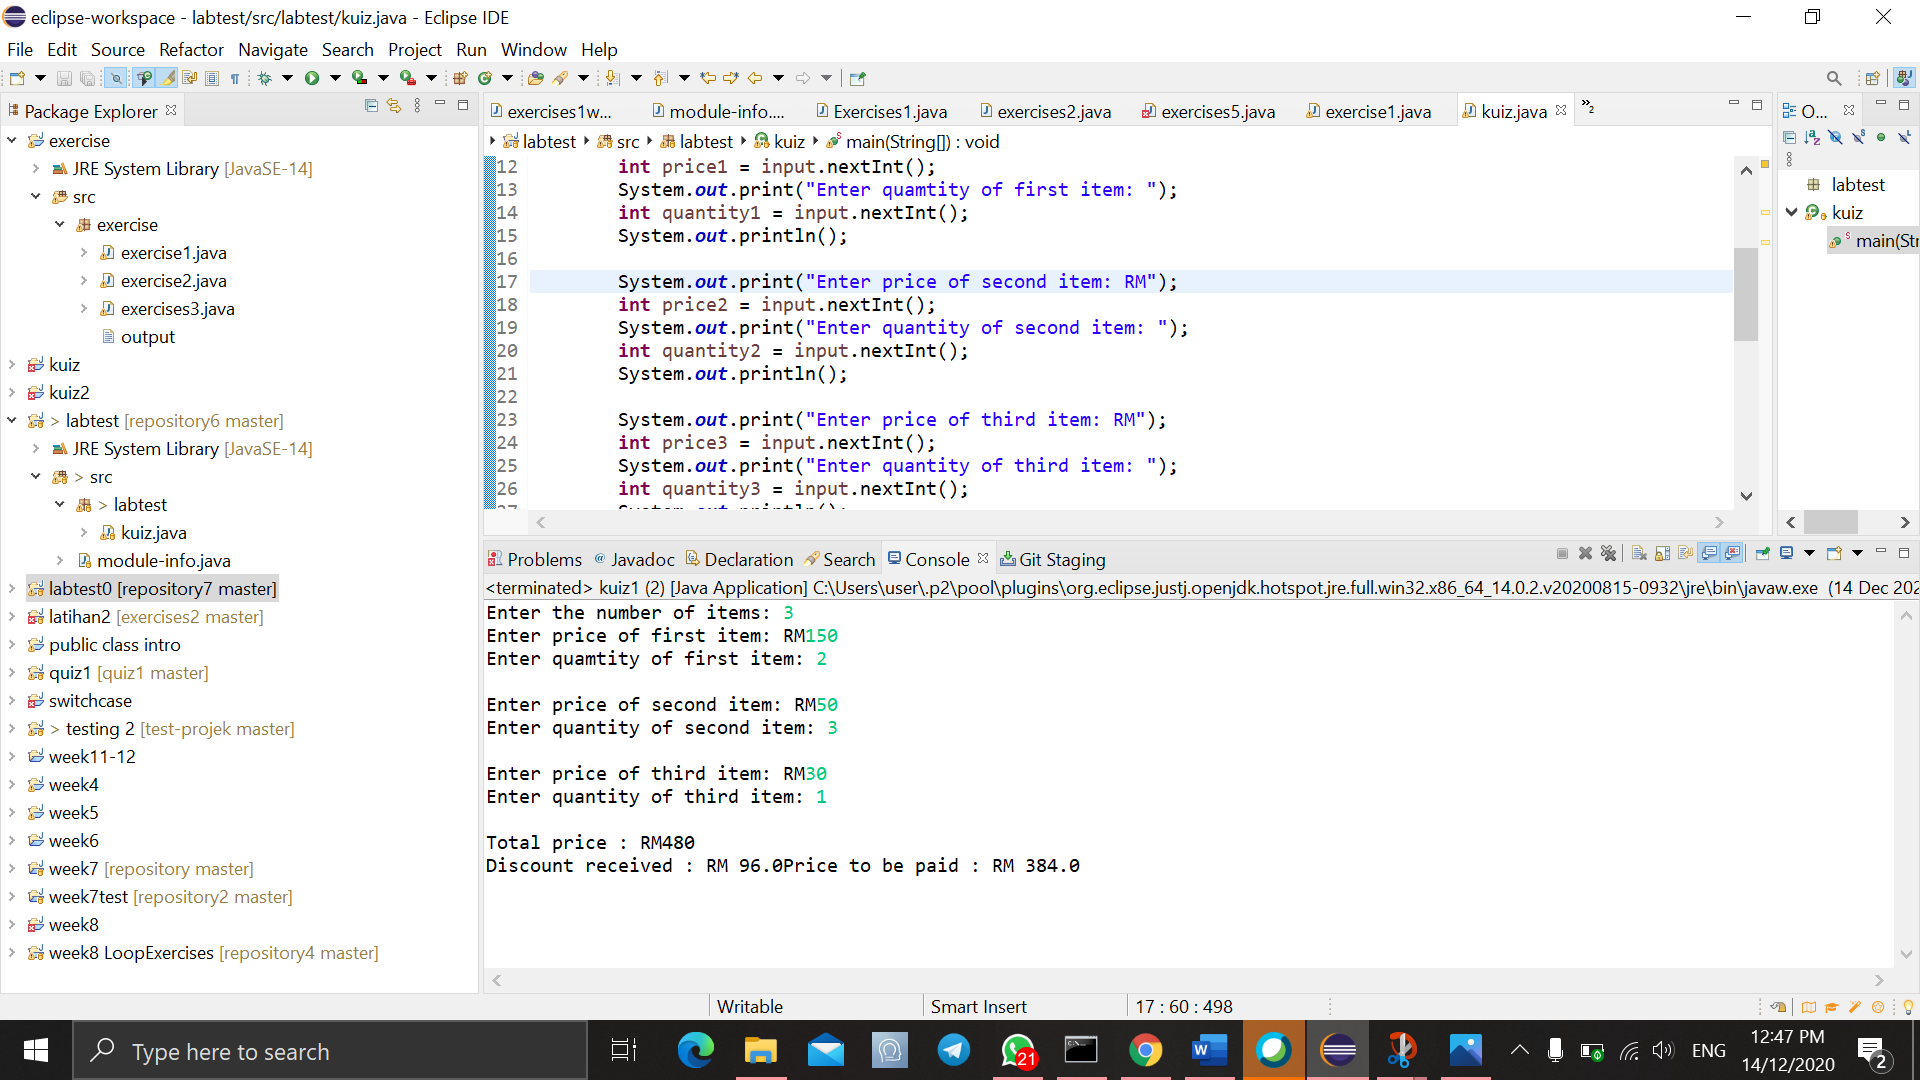 eclipse-workspace - labtest/src/labtest/kuiz.java - Eclipse IDE
File Edit Source Refactor Navigate Search Project Run Window Help
Package Explorer
exercise
JRE System Library [JavaSE-14]
src
exercise
exercise1.java
exercise2.java
exercises3.java
output
kuiz
kuiz2
> labtest [repository6 master]
JRE System Library [JavaSE-14]
> src
> labtest
kuiz.java
module-info.java
labtest0 [repository7 master]
latihan2 [exercises2 master]
public class intro
quiz1 [quiz1 master]
switchcase
> testing 2 [test-projek master]
week11-12
week4
week5
week6
week7 [repository master]
week7test [repository2 master]
week8
week8 LoopExercises [repository4 master]
exercises1w... module-info.... Exercises1.java exercises2.java exercises5.java exercise1.java kuiz.java »2
labtest src labtest kuiz main(String[]) : void
12 int price1 = input.nextInt();
13 System.out.print("Enter quamtity of first item: ");
14 int quantity1 = input.nextInt();
15 System.out.println();
16
17 System.out.print("Enter price of second item: RM");
18 int price2 = input.nextInt();
19 System.out.print("Enter quantity of second item: ");
20 int quantity2 = input.nextInt();
21 System.out.println();
22
23 System.out.print("Enter price of third item: RM");
24 int price3 = input.nextInt();
25 System.out.print("Enter quantity of third item: ");
26 int quantity3 = input.nextInt();
O...
labtest
kuiz
main(Str
Problems @ Javadoc Declaration Search Console Git Staging
<terminated> kuiz1 (2) [Java Application] C:\Users\user\.p2\pool\plugins\org.eclipse.justj.openjdk.hotspot.jre.full.win32.x86_64_14.0.2.v20200815-0932\jre\bin\javaw.exe (14 Dec 202
Enter the number of items: 3
Enter price of first item: RM150
Enter quamtity of first item: 2
Enter price of second item: RM50
Enter quantity of second item: 3
Enter price of third item: RM30
Enter quantity of third item: 1
Total price : RM480
Discount received : RM 96.0Price to be paid : RM 384.0
Writable Smart Insert 17 : 60 : 498
Type here to search
21
ENG
12:47 PM
14/12/2020
2